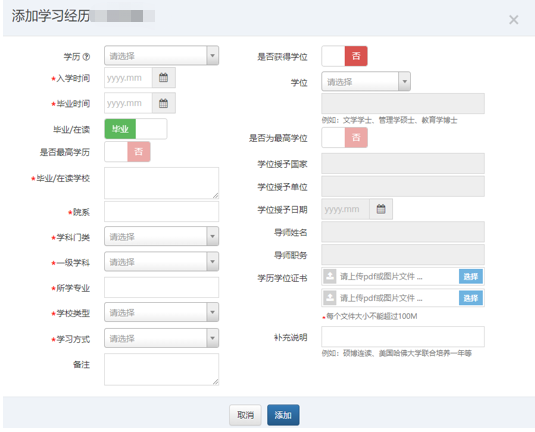 添加学习经历
×
学历
请选择
*入学时间
yyyy.mm
*毕业时间
yyyy.mm
毕业/在读
毕业
是否最高学历
否
*毕业/在读学校
*院系
*学科门类
请选择
*一级学科
请选择
*所学专业
*学校类型
请选择
*学习方式
请选择
备注
是否获得学位
否
学位
请选择
例如：文学学士，管理学硕士，教育学博士
是否为最高学位
否
学位授予国家
学位授予单位
学位授予日期
yyyy.mm
导师姓名
导师职务
学历学位证书
请上传pdf或图片文件 ...
选择
请上传pdf或图片文件 ...
选择
*每个文件大小不能超过100M
补充说明
例如：硕博连读，美国哈佛大学联合培养一年等
取消
添加